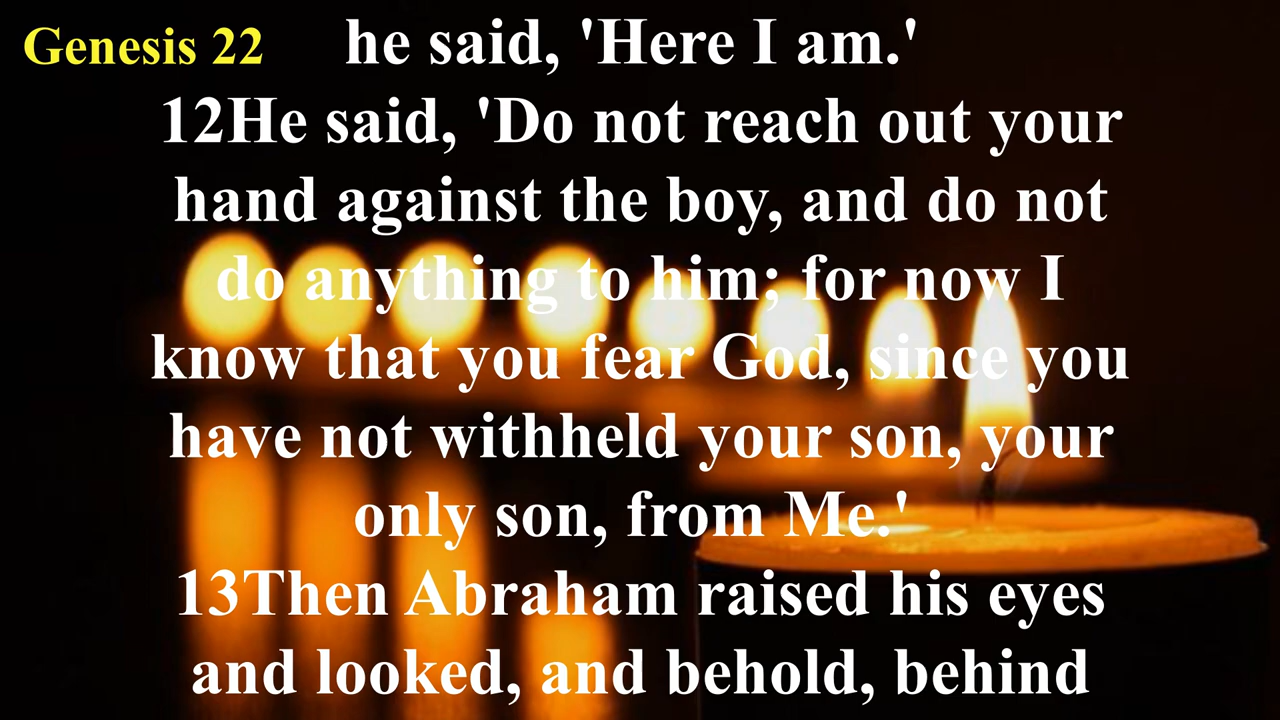 Genesis 22
he said, 'Here I am.'
12He said, 'Do not reach out your
hand against the boy, and do not
do anything to him; for now I
know that you fear God, since you
have not withheld your son, your
only son, from Me.'
13Then Abraham raised his eyes
and looked, and behold, behind